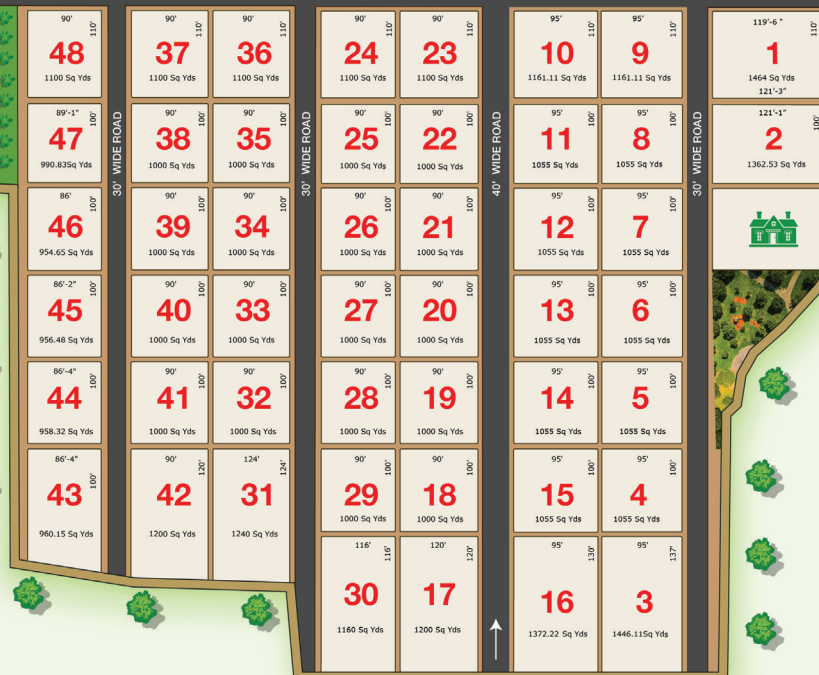 90'
110'
48
1100 Sq Yds
90'
110'
37
1100 Sq Yds
90'
110'
36
1100 Sq Yds
90'
110'
24
1100 Sq Yds
90'
110'
23
1100 Sq Yds
95'
110'
10
1161.11 Sq Yds
95'
110'
9
1161.11 Sq Yds
119'-6 "
110'
1
1464 Sq Yds
121'-3"
89'-1"
100'
47
990.83Sq Yds
30' WIDE ROAD
90'
100'
38
1000 Sq Yds
90'
100'
35
1000 Sq Yds
30' WIDE ROAD
90'
100'
25
1000 Sq Yds
90'
100'
22
1000 Sq Yds
40' WIDE ROAD
95'
100'
11
1055 Sq Yds
95'
100'
8
1055 Sq Yds
30' WIDE ROAD
121'-1"
100'
2
1362.53 Sq Yds
86'
100'
46
954.65 Sq Yds
90'
100'
39
1000 Sq Yds
90'
100'
34
1000 Sq Yds
90'
100'
26
1000 Sq Yds
90'
100'
21
1000 Sq Yds
95'
100'
12
1055 Sq Yds
95'
100'
7
1055 Sq Yds
86'-2"
100'
45
956.48 Sq Yds
90'
100'
40
1000 Sq Yds
90'
100'
33
1000 Sq Yds
90'
100'
27
1000 Sq Yds
90'
100'
20
1000 Sq Yds
95'
100'
13
1055 Sq Yds
95'
100'
6
1055 Sq Yds
86'-4"
100'
44
958.32 Sq Yds
90'
100'
41
1000 Sq Yds
90'
100'
32
1000 Sq Yds
90'
100'
28
1000 Sq Yds
90'
100'
19
1000 Sq Yds
95'
100'
14
1055 Sq Yds
95'
100'
5
1055 Sq Yds
86'-4"
100'
43
960.15 Sq Yds
90'
120'
42
1200 Sq Yds
124'
124'
31
1240 Sq Yds
90'
100'
29
1000 Sq Yds
90'
100'
18
1000 Sq Yds
95'
100'
15
1055 Sq Yds
95'
100'
4
1055 Sq Yds
116'
116'
30
1160 Sq Yds
120'
120'
17
1200 Sq Yds
95'
130'
16
1372.22 Sq Yds
95'
137'
3
1446.11Sq Yds